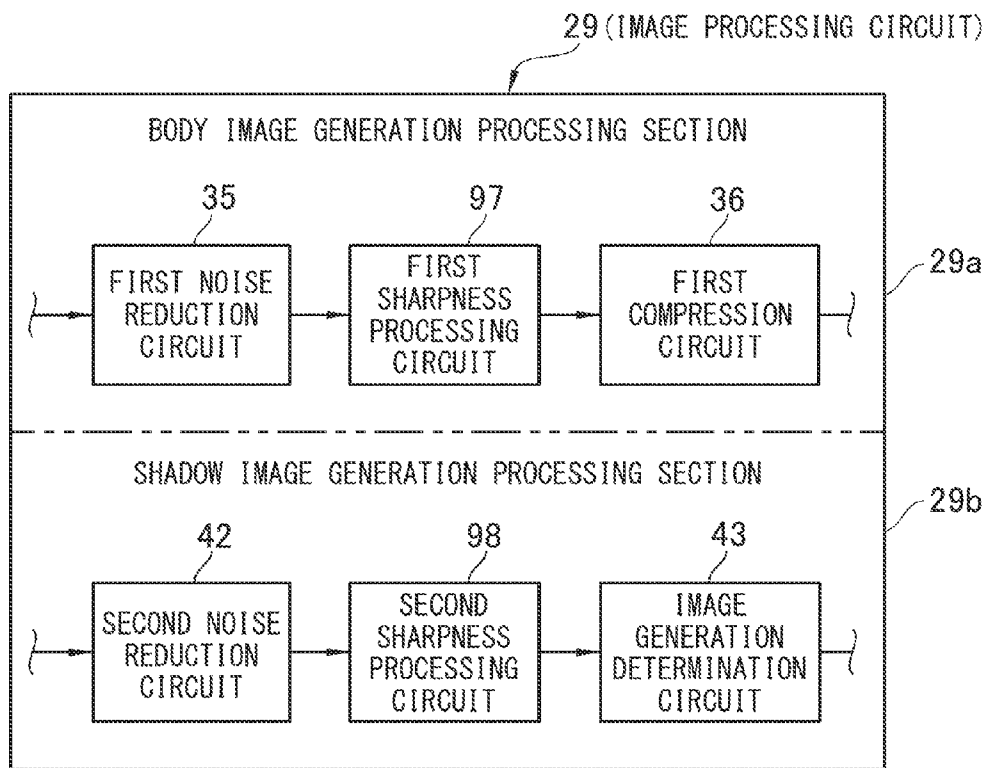 29 (IMAGE PROCESSING CIRCUIT)
BODY IMAGE GENERATION PROCESSING SECTION
35
97
36
29a
FIRST NOISE
REDUCTION
CIRCUIT
FIRST
SHARPNESS
PROCESSING
CIRCUIT
FIRST
COMPRESSION
CIRCUIT
SHADOW IMAGE GENERATION PROCESSING SECTION
29b
42
98
43
SECOND NOISE
REDUCTION
CIRCUIT
SECOND
SHARPNESS
PROCESSING
CIRCUIT
IMAGE
GENERATION
DETERMINATION
CIRCUIT